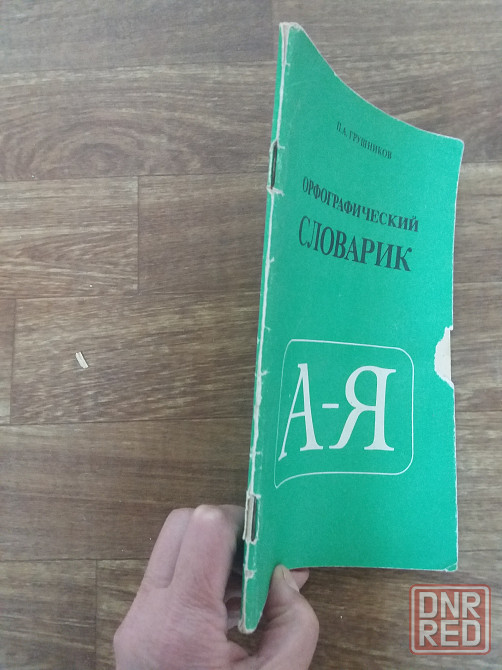 П.А. ГРУШНИКОВ
ОРФОГРАФИЧЕСКИЙ
СЛОВАРИК
А-Я
DNR
RED